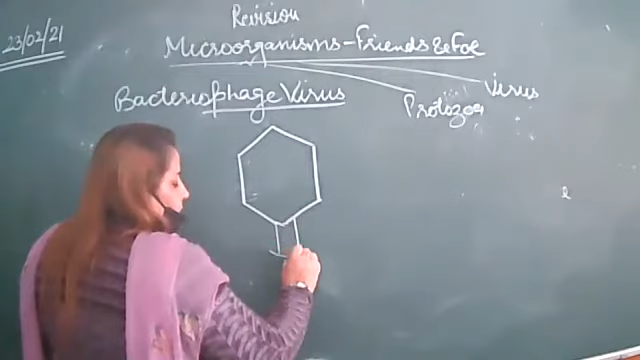 23/02/21
Revision
Microorganisms - Friends & Foe
Bacteriophage Virus
Protozoa
Virus